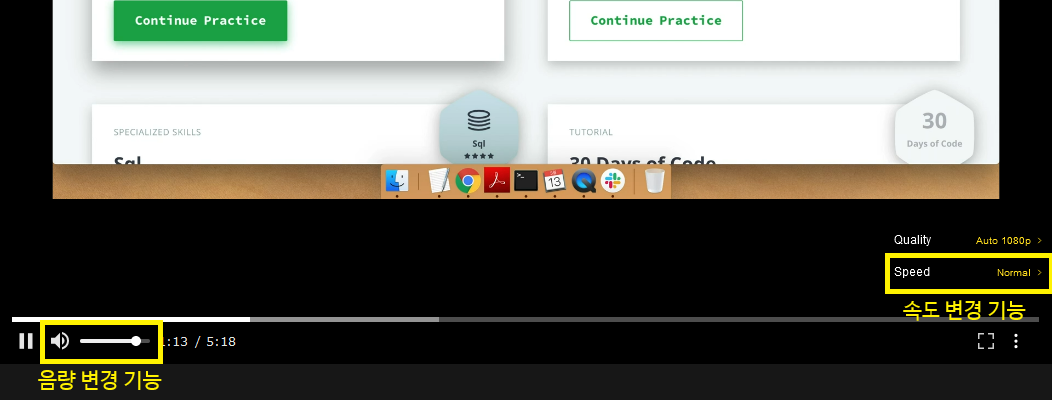 Continue Practice
Continue Practice
SPECIALIZED SKILLS
Sql
Sql
TUTORIAL
30
Days of Code
30 Days of Code
13
Quality Auto 1080p >
Speed Normal >
속도 변경 기능
1:13 / 5:18
음량 변경 기능